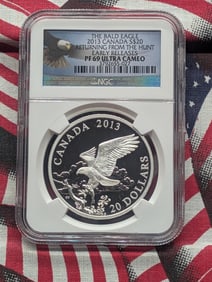 THE BALD EAGLE
2013 CANADA S$20
RETURNING FROM THE HUNT
EARLY RELEASES
PF 69 ULTRA CAMEO
NGC
CANADA 2013
20 DOLLARS